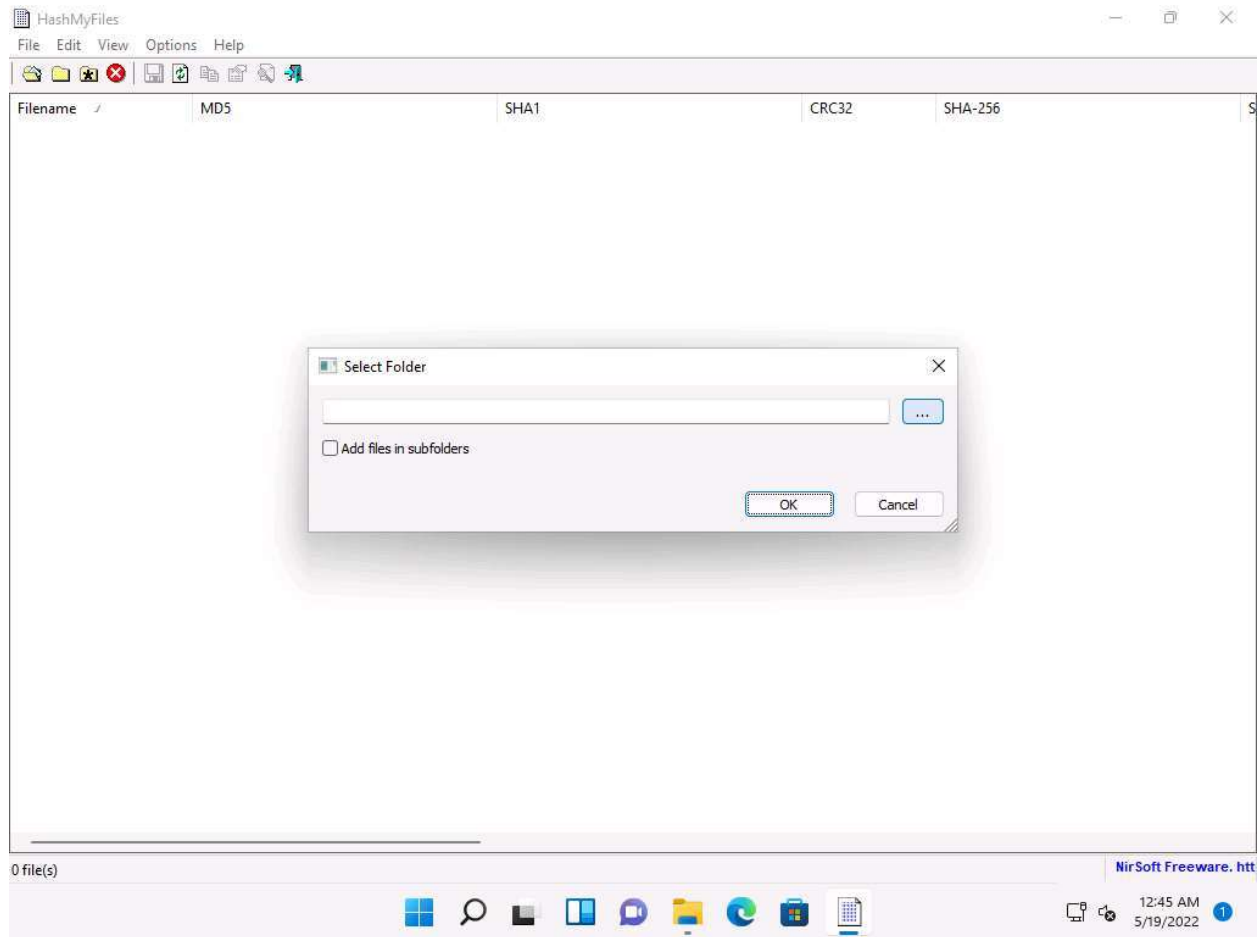 HashMyFiles
File Edit View Options Help
Filename / MD5 SHA1 CRC32 SHA-256 S
Select Folder
...
Add files in subfolders
OK Cancel
0 file(s) NirSoft Freeware. htt
12:45 AM
5/19/2022 1